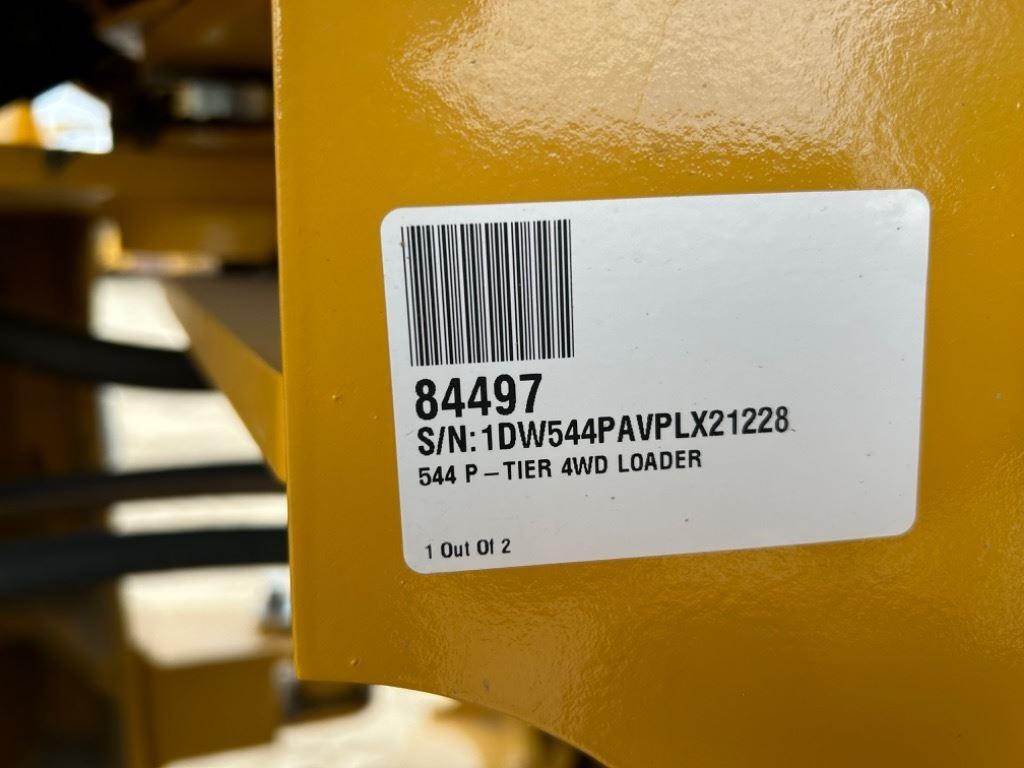 84497
S/N: 1DW544PAVPLX21228
544 P – TIER 4WD LOADER
1 Out Of 2